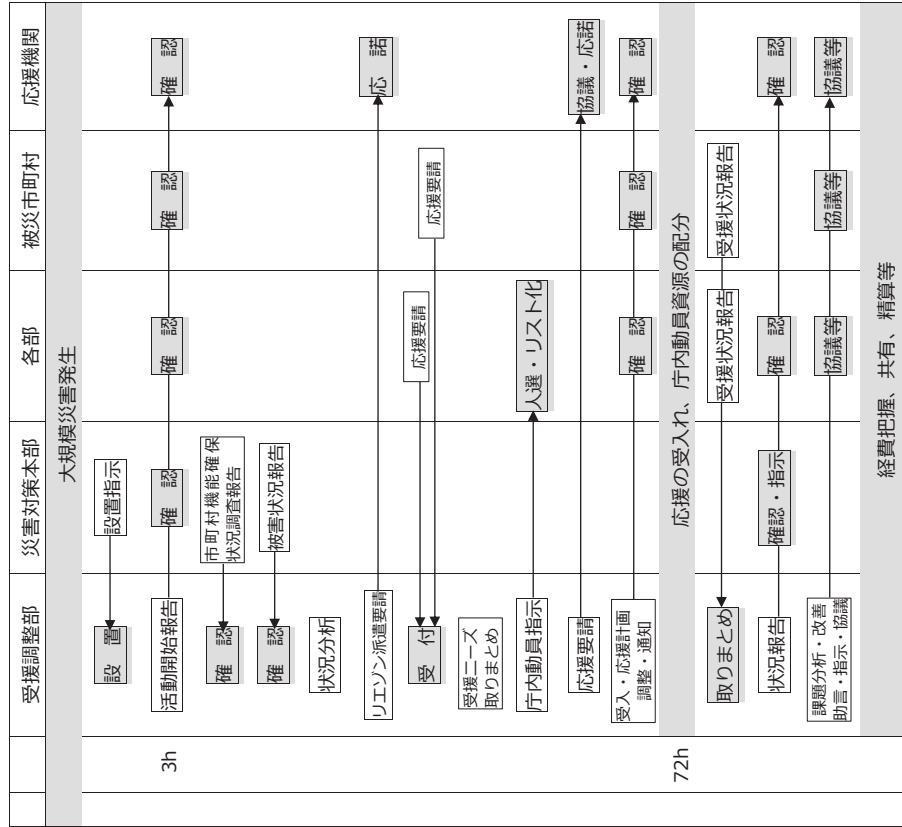 受援調整部
災害対策本部
各部
被災市町村
応援機関
大規模災害発生
設　置
設置指示
3h
活動開始報告
確　認
確　認
確　認
確　認
確　認
市町村機能確保
状況調査報告
確　認
被害状況報告
状況分析
リエゾン派遣要請
応　諾
受　付
応援要請
応援要請
受援ニーズ
取りまとめ
庁内動員指示
人選・リスト化
応援要請
協議・応諾
受入・応援計画
調整・通知
確　認
確　認
確　認
72h
応援の受入れ、庁内動員資源の配分
取りまとめ
受援状況報告
受援状況報告
状況報告
確認・指示
確　認
確　認
課題分析・改善
助言・指示・協議
協議等
協議等
協議等
経費把握、共有、精算等